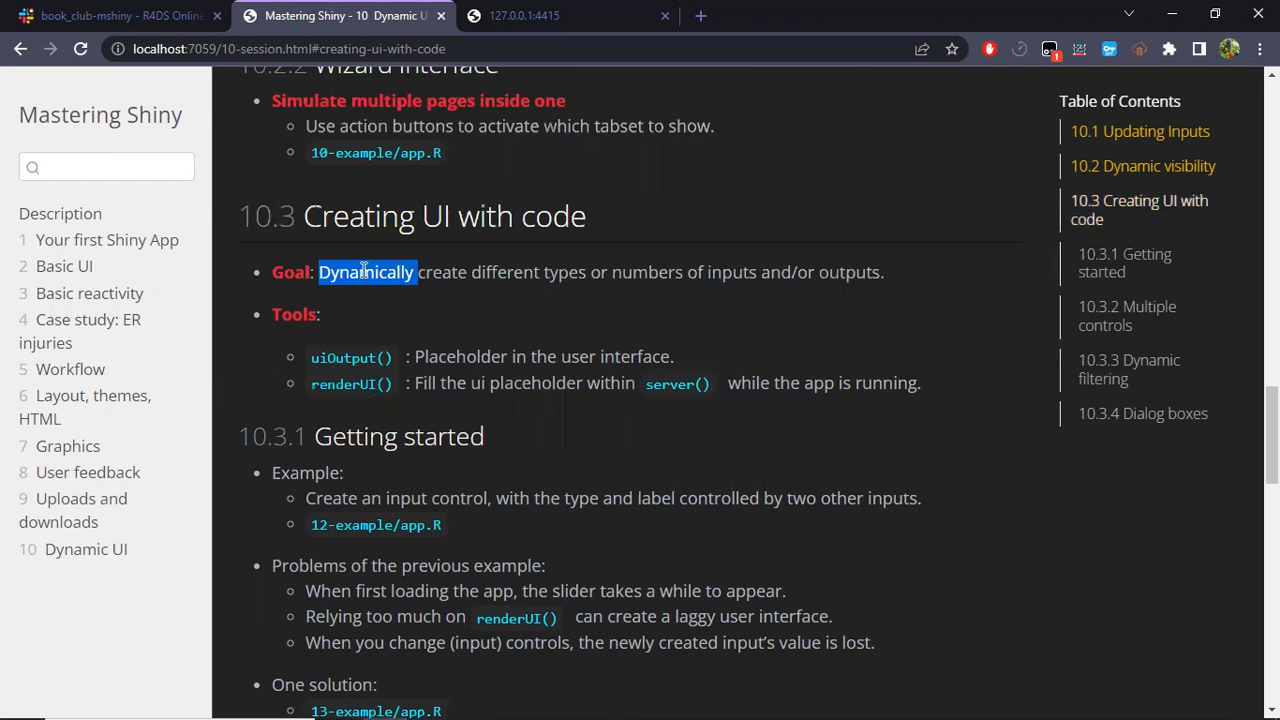 book_club-mshiny - R4DS Online
Mastering Shiny - 10 Dynamic U
127.0.0.1:4415
localhost:7059/10-session.html#creating-ui-with-code
1
Mastering Shiny
Description
1 Your first Shiny App
2 Basic UI
3 Basic reactivity
4 Case study: ER
injuries
5 Workflow
6 Layout, themes,
HTML
7 Graphics
8 User feedback
9 Uploads and
downloads
10 Dynamic UI
10.2.2 Wizard interface
Simulate multiple pages inside one
Use action buttons to activate which tabset to show.
10-example/app.R
10.3 Creating UI with code
Goal: Dynamically create different types or numbers of inputs and/or outputs.
Tools:
uiOutput() : Placeholder in the user interface.
renderUI() : Fill the ui placeholder within server() while the app is running.
10.3.1 Getting started
Example:
Create an input control, with the type and label controlled by two other inputs.
12-example/app.R
Problems of the previous example:
When first loading the app, the slider takes a while to appear.
Relying too much on renderUI() can create a laggy user interface.
When you change (input) controls, the newly created input's value is lost.
One solution:
13-example/app.R
Table of Contents
10.1 Updating Inputs
10.2 Dynamic visibility
10.3 Creating UI with
code
10.3.1 Getting
started
10.3.2 Multiple
controls
10.3.3 Dynamic
filtering
10.3.4 Dialog boxes